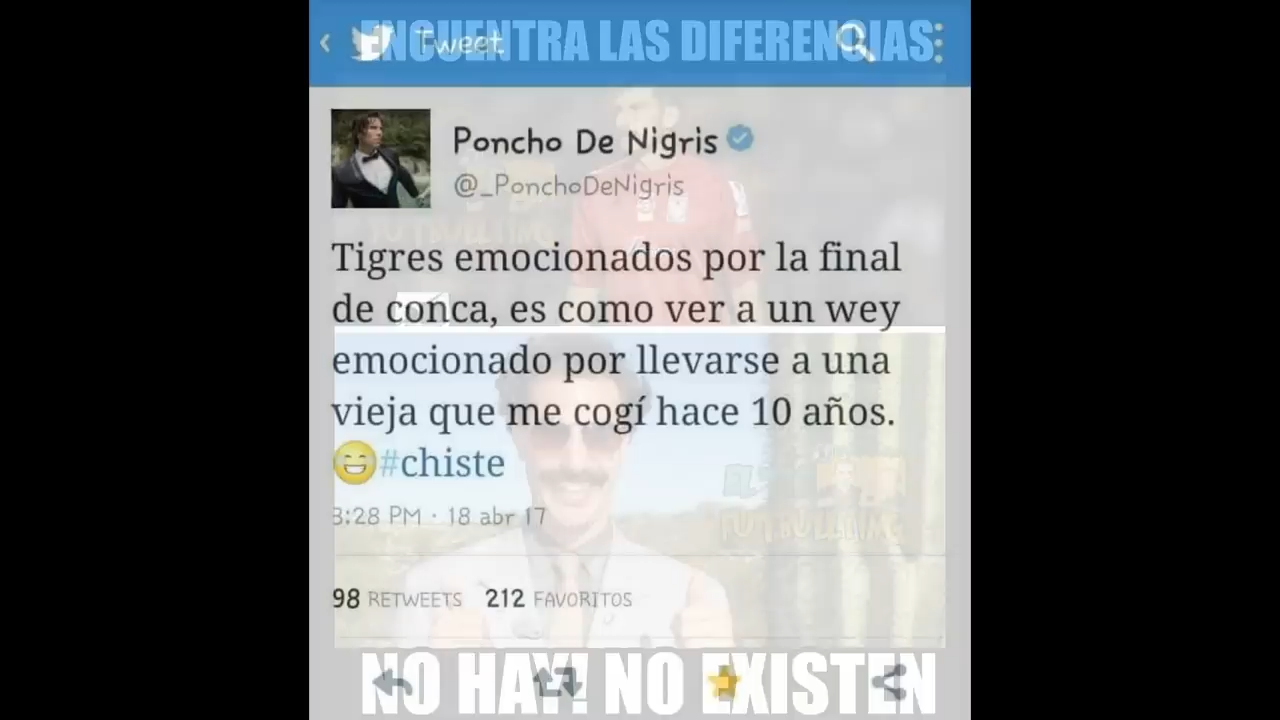 ENCUENTRA LAS DIFERENCIAS
Tweet
Poncho De Nigris
@_PonchoDeNigris
Tigres emocionados por la final
de conca, es como ver a un wey
emocionado por llevarse a una
vieja que me cogí hace 10 años.
#chiste
3:28 PM · 18 abr 17
98 RETWEETS 212 FAVORITOS
NO HAY! NO EXISTEN